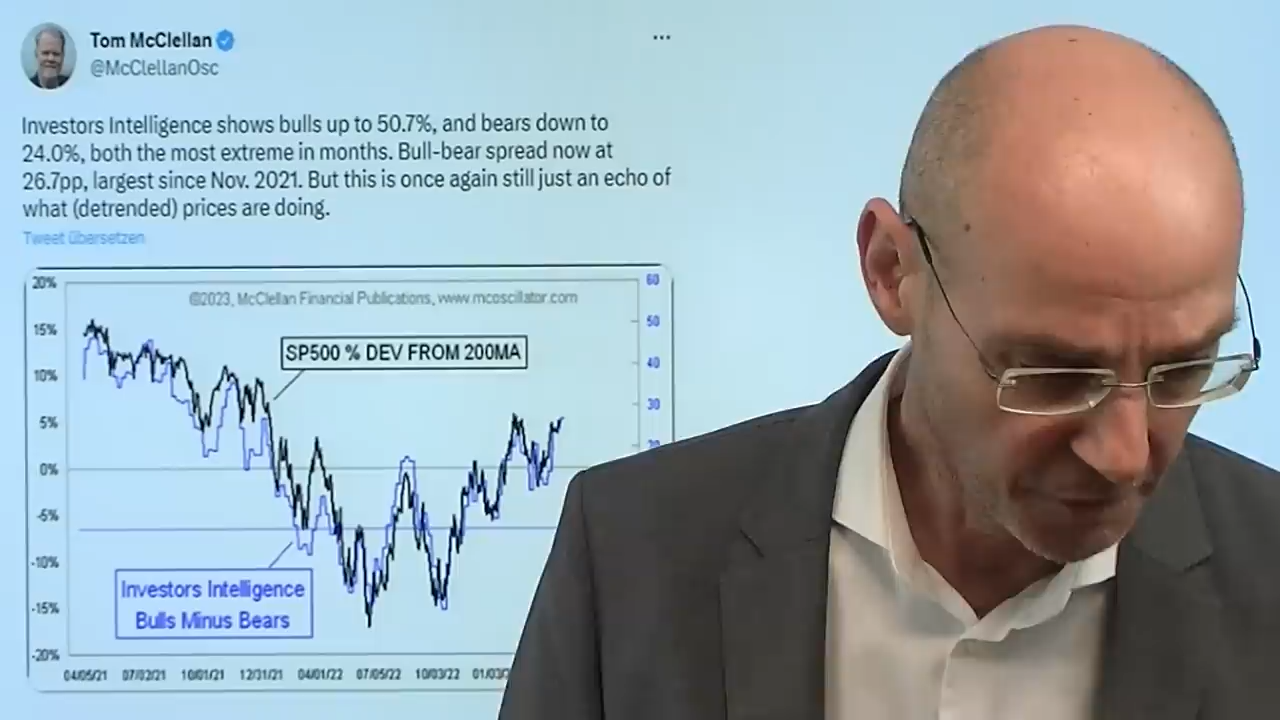 Tom McClellan
@McClellanOsc
Investors Intelligence shows bulls up to 50.7%, and bears down to
24.0%, both the most extreme in months. Bull-bear spread now at
26.7pp, largest since Nov. 2021. But this is once again still just an echo of
what (detrended) prices are doing.
Tweet übersetzen
©2023, McClellan Financial Publications, www.mcoscillator.com
SP500 % DEV FROM 200MA
Investors Intelligence
Bulls Minus Bears
20%
15%
10%
5%
0%
-5%
-10%
-15%
-20%
60
50
40
30
20
04/05/21 07/02/21 10/01/21 12/31/21 04/01/22 07/05/22 10/03/22 01/03